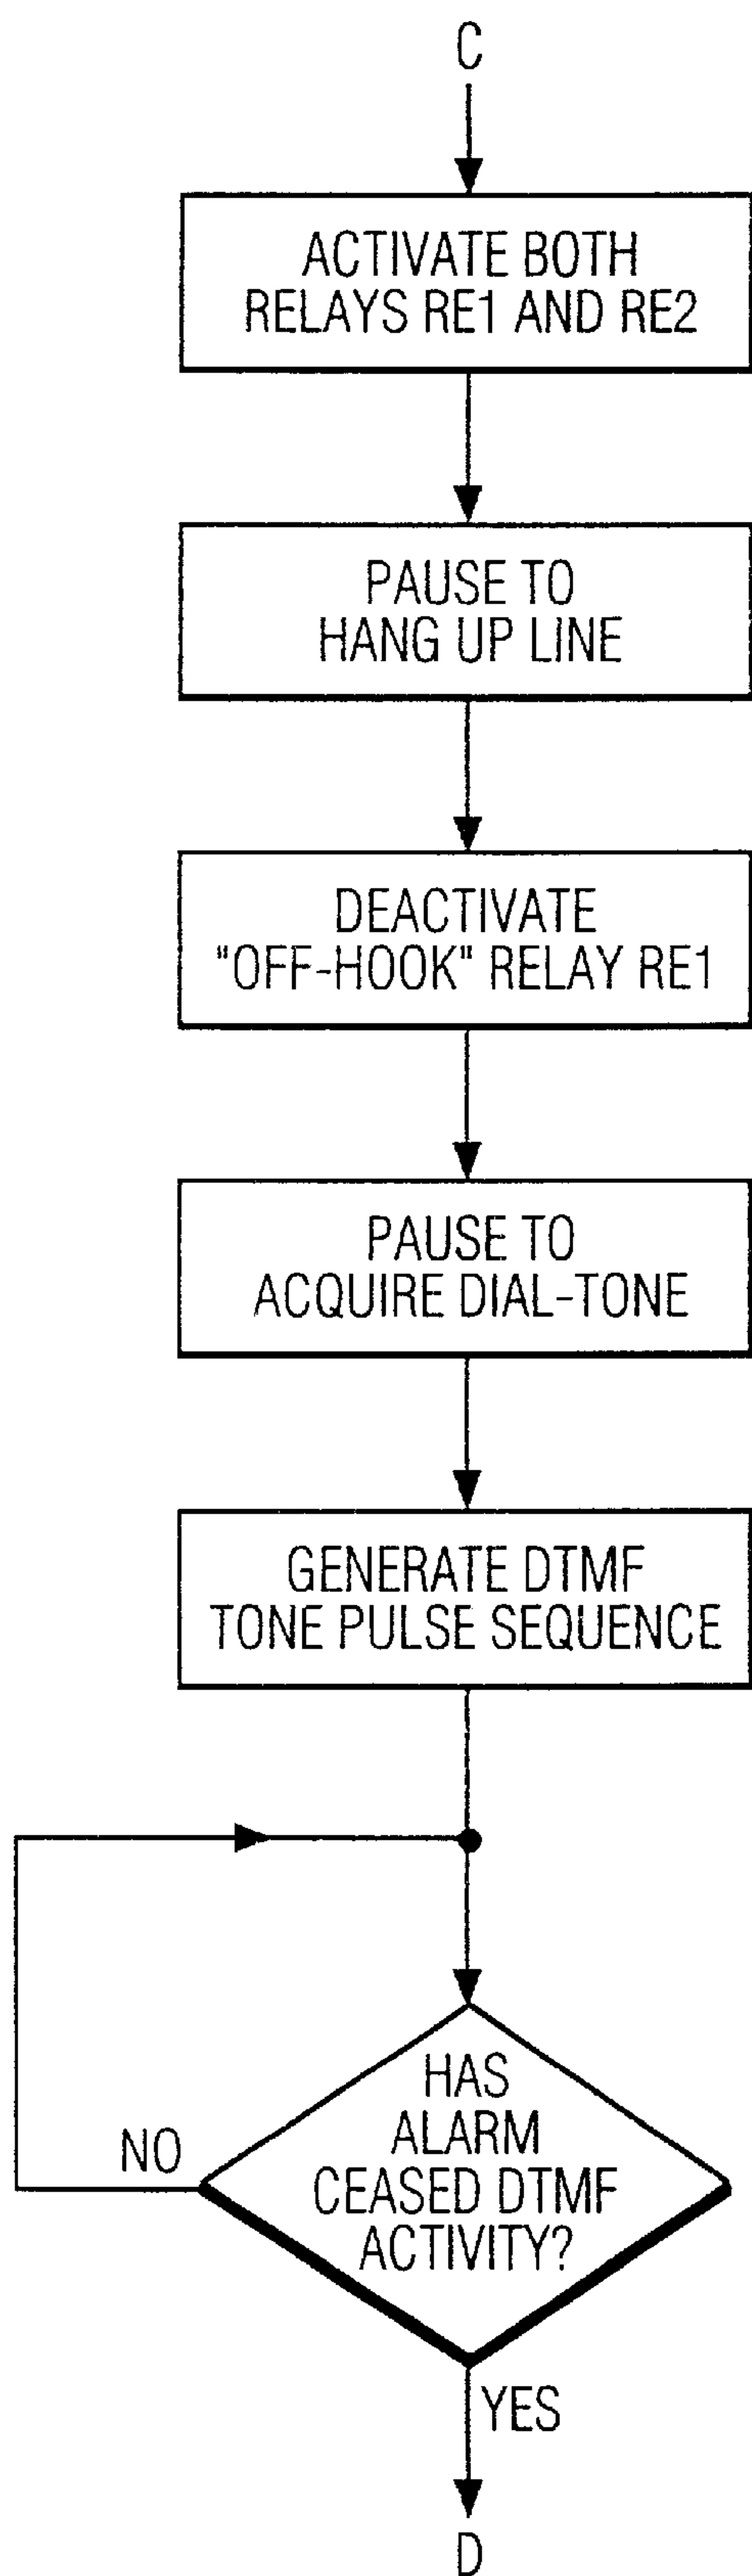 C
ACTIVATE BOTH
RELAYS RE1 AND RE2
PAUSE TO
HANG UP LINE
DEACTIVATE
"OFF-HOOK" RELAY RE1
PAUSE TO
ACQUIRE DIAL-TONE
GENERATE DTMF
TONE PULSE SEQUENCE
HAS
ALARM
CEASED DTMF
ACTIVITY?
NO
YES
D